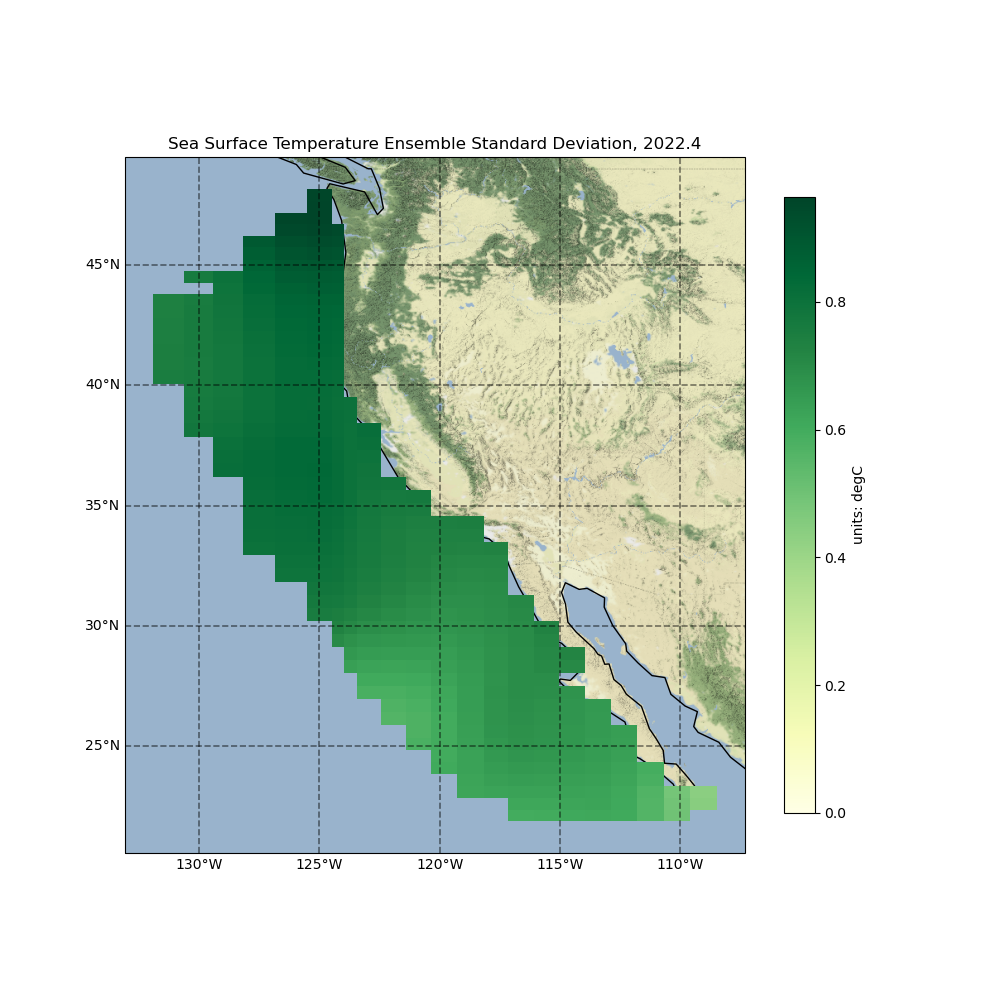 Sea Surface Temperature Ensemble Standard Deviation, 2022.4
45°N
40°N
35°N
30°N
25°N
130°W 125°W 120°W 115°W 110°W
0.8
0.6
0.4
0.2
0.0
units: degC